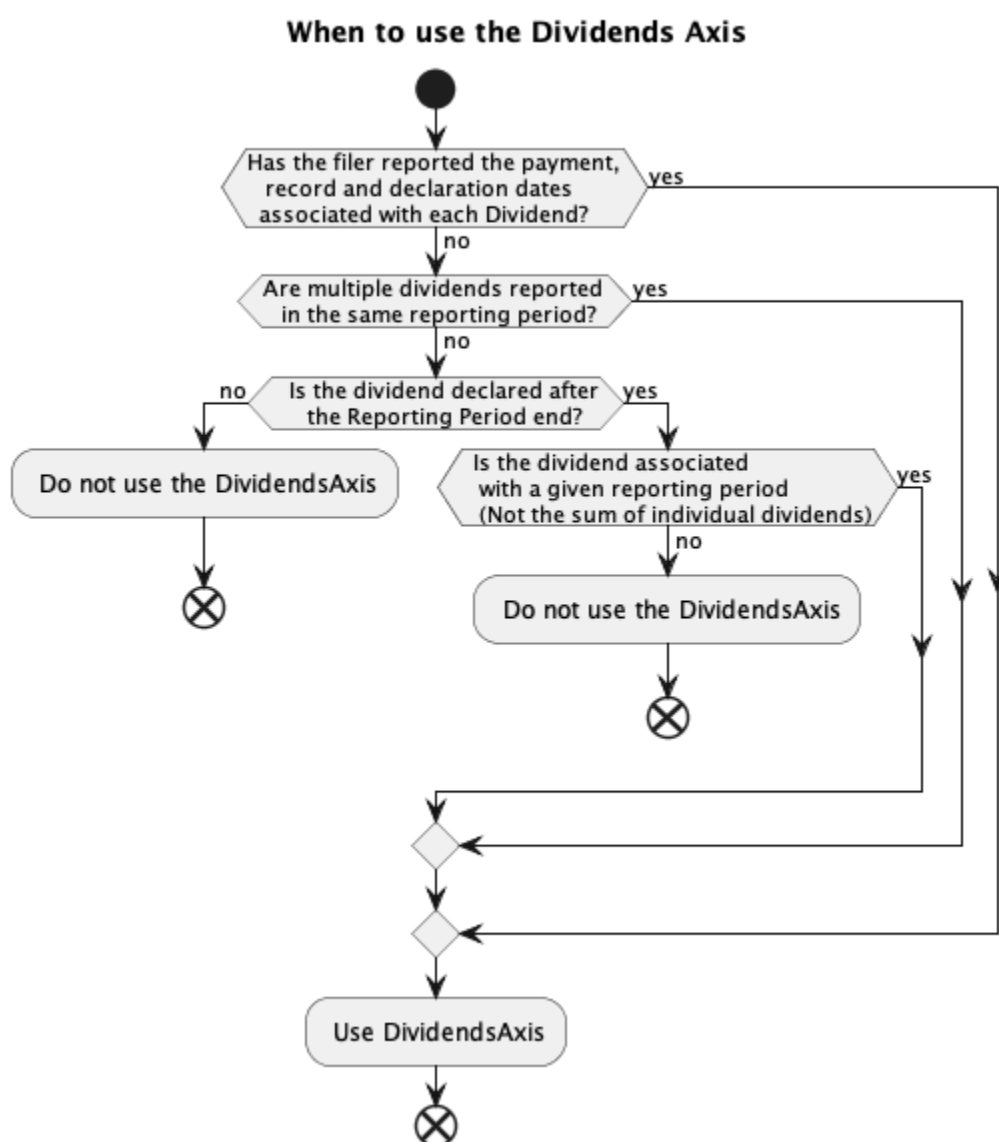 When to use the Dividends Axis
Has the filer reported the payment,
record and declaration dates
associated with each Dividend?
yes
no
Are multiple dividends reported
in the same reporting period?
yes
no
Is the dividend declared after
the Reporting Period end?
no
yes
Do not use the DividendsAxis
Is the dividend associated
with a given reporting period
(Not the sum of individual dividends)
yes
no
Do not use the DividendsAxis
Use DividendsAxis